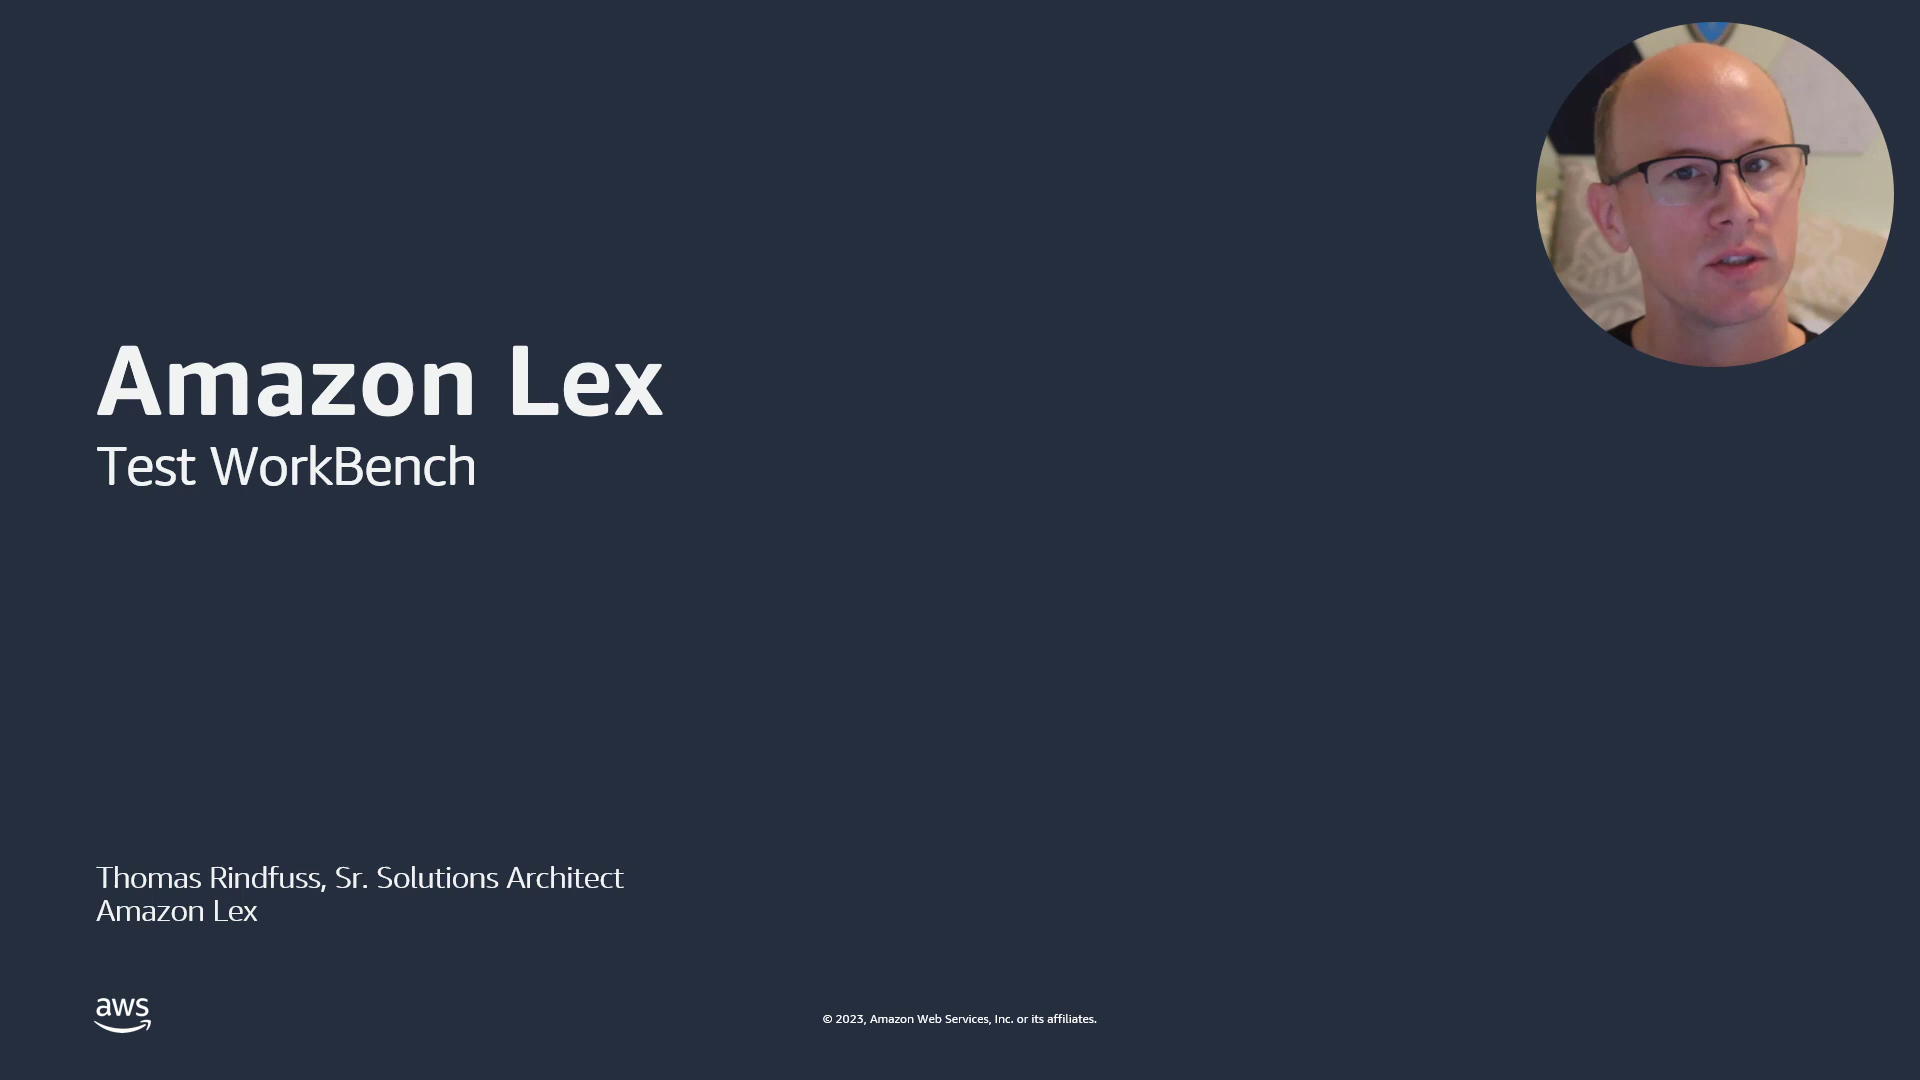 Amazon Lex
Test WorkBench
Thomas Rindfuss, Sr. Solutions Architect
Amazon Lex
aws
© 2023, Amazon Web Services, Inc. or its affiliates.